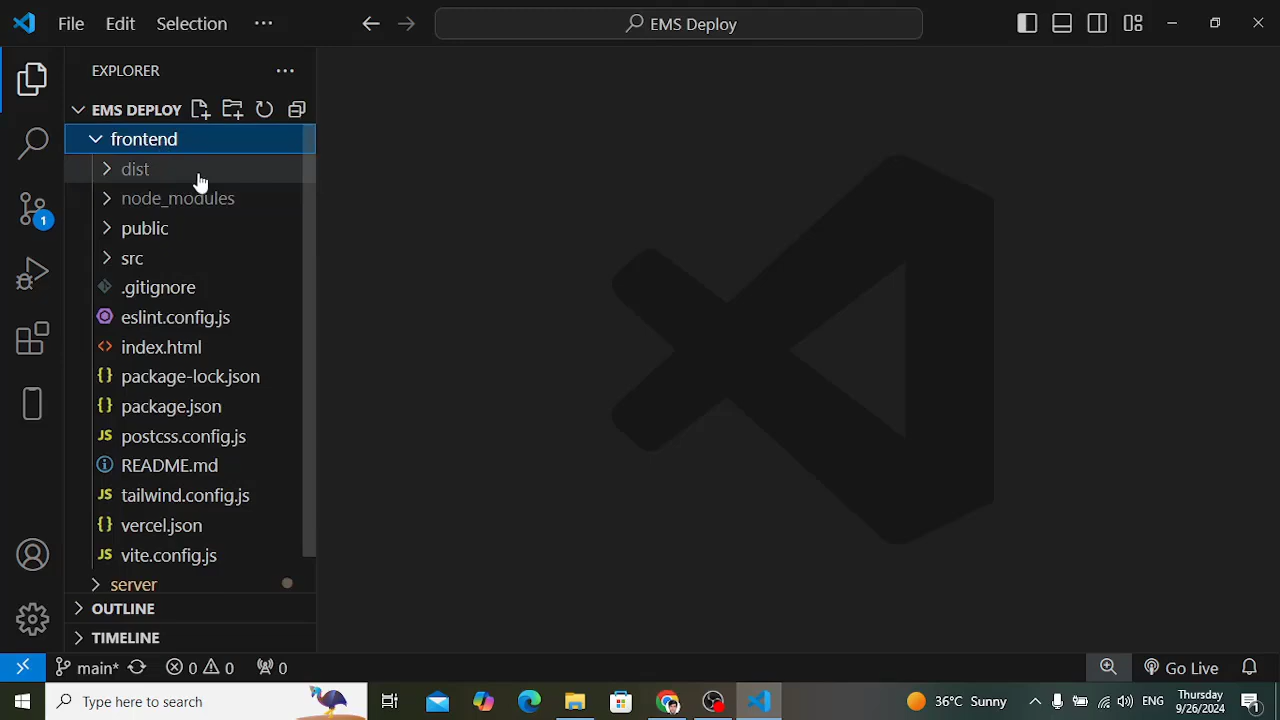 File Edit Selection ··· EMS Deploy
EXPLORER
EMS DEPLOY
frontend
dist
node_modules
public
src
.gitignore
eslint.config.js
index.html
package-lock.json
package.json
postcss.config.js
README.md
tailwind.config.js
vercel.json
vite.config.js
server
1
OUTLINE
TIMELINE
main* 0 0 0 Go Live
Type here to search 36°C Sunny ENG Thursday
9/26/2024 1